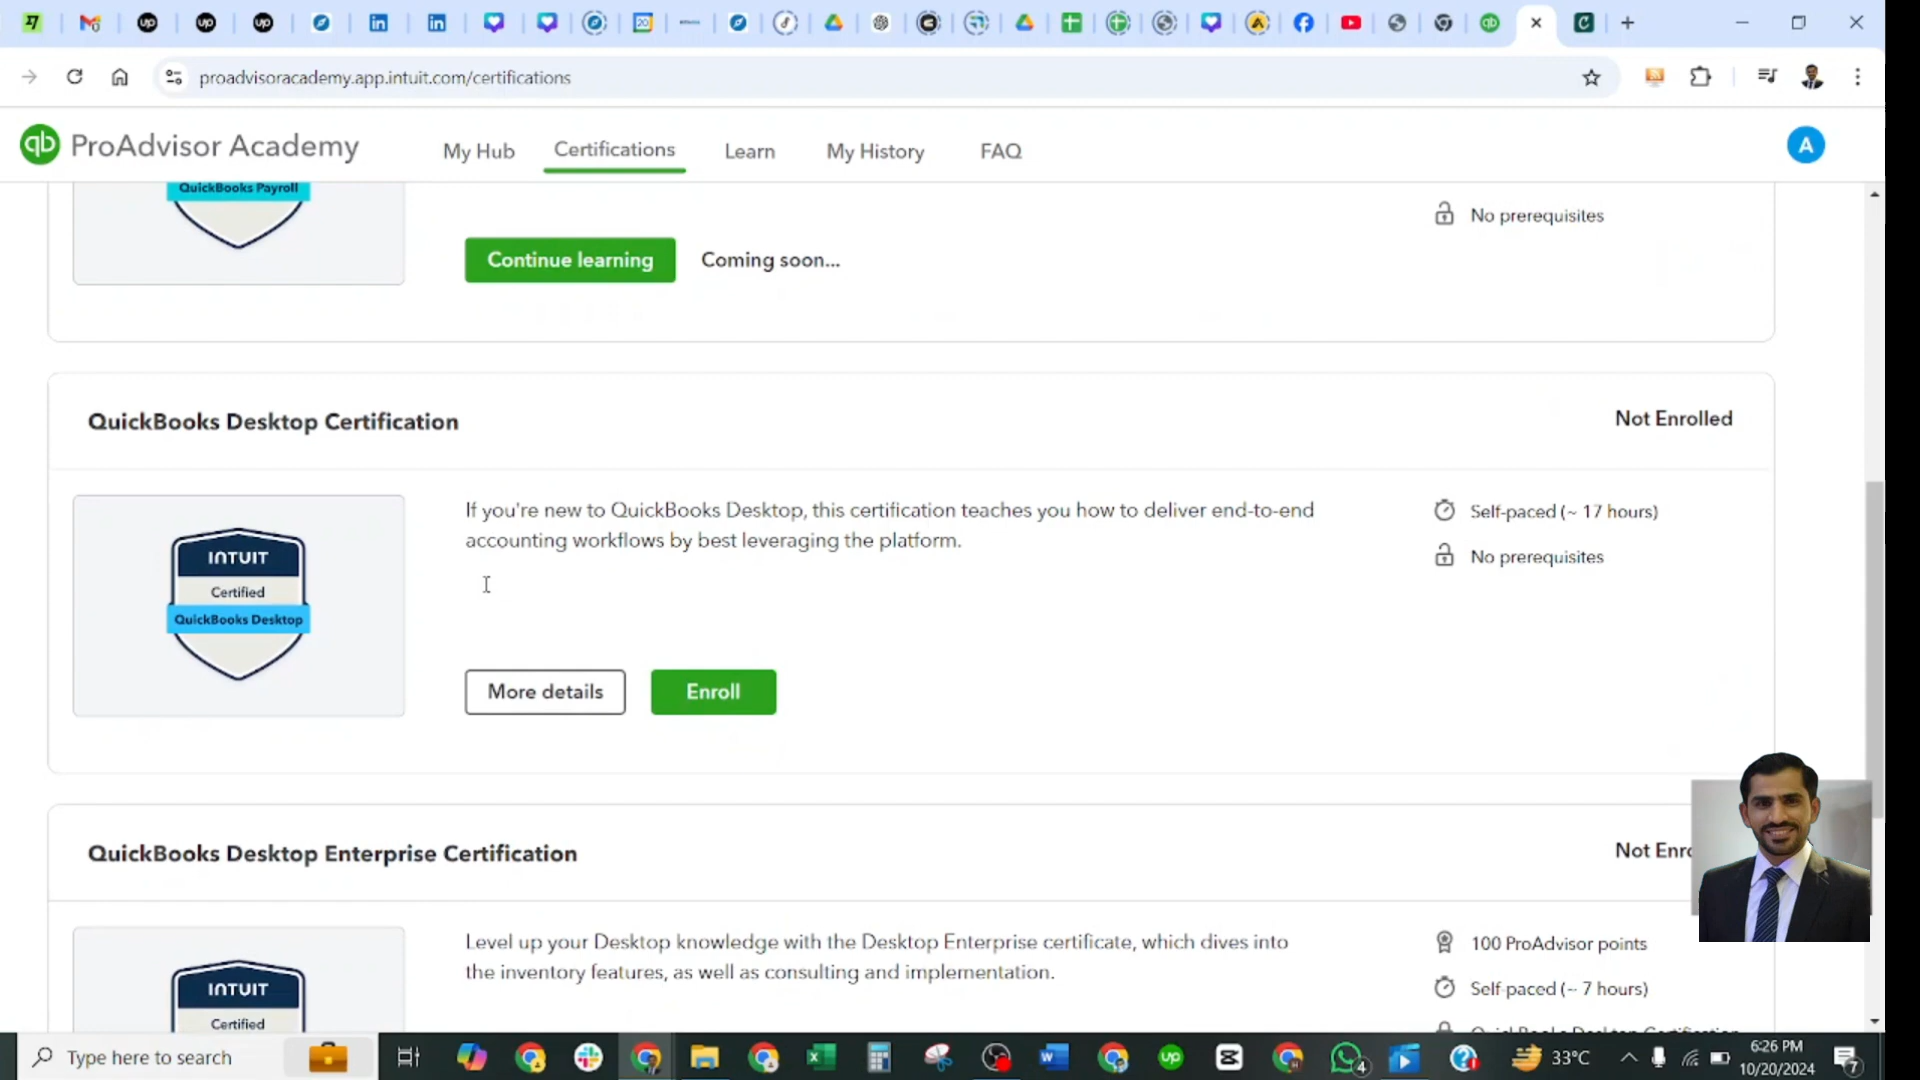 proadvisoracademy.app.intuit.com/certifications
qb ProAdvisor Academy
My Hub
Certifications
Learn
My History
FAQ
A
QuickBooks Payroll
No prerequisites
Continue learning
Coming soon...
QuickBooks Desktop Certification
Not Enrolled
INTUIT
Certified
QuickBooks Desktop
If you're new to QuickBooks Desktop, this certification teaches you how to deliver end-to-end
accounting workflows by best leveraging the platform.
Self-paced (~ 17 hours)
No prerequisites
More details
Enroll
QuickBooks Desktop Enterprise Certification
Not Enro
INTUIT
Certified
Level up your Desktop knowledge with the Desktop Enterprise certificate, which dives into
the inventory features, as well as consulting and implementation.
100 ProAdvisor points
Self-paced (~ 7 hours)
QuickBooks Desktop Certification
Type here to search
33°C
6:26 PM
10/20/2024